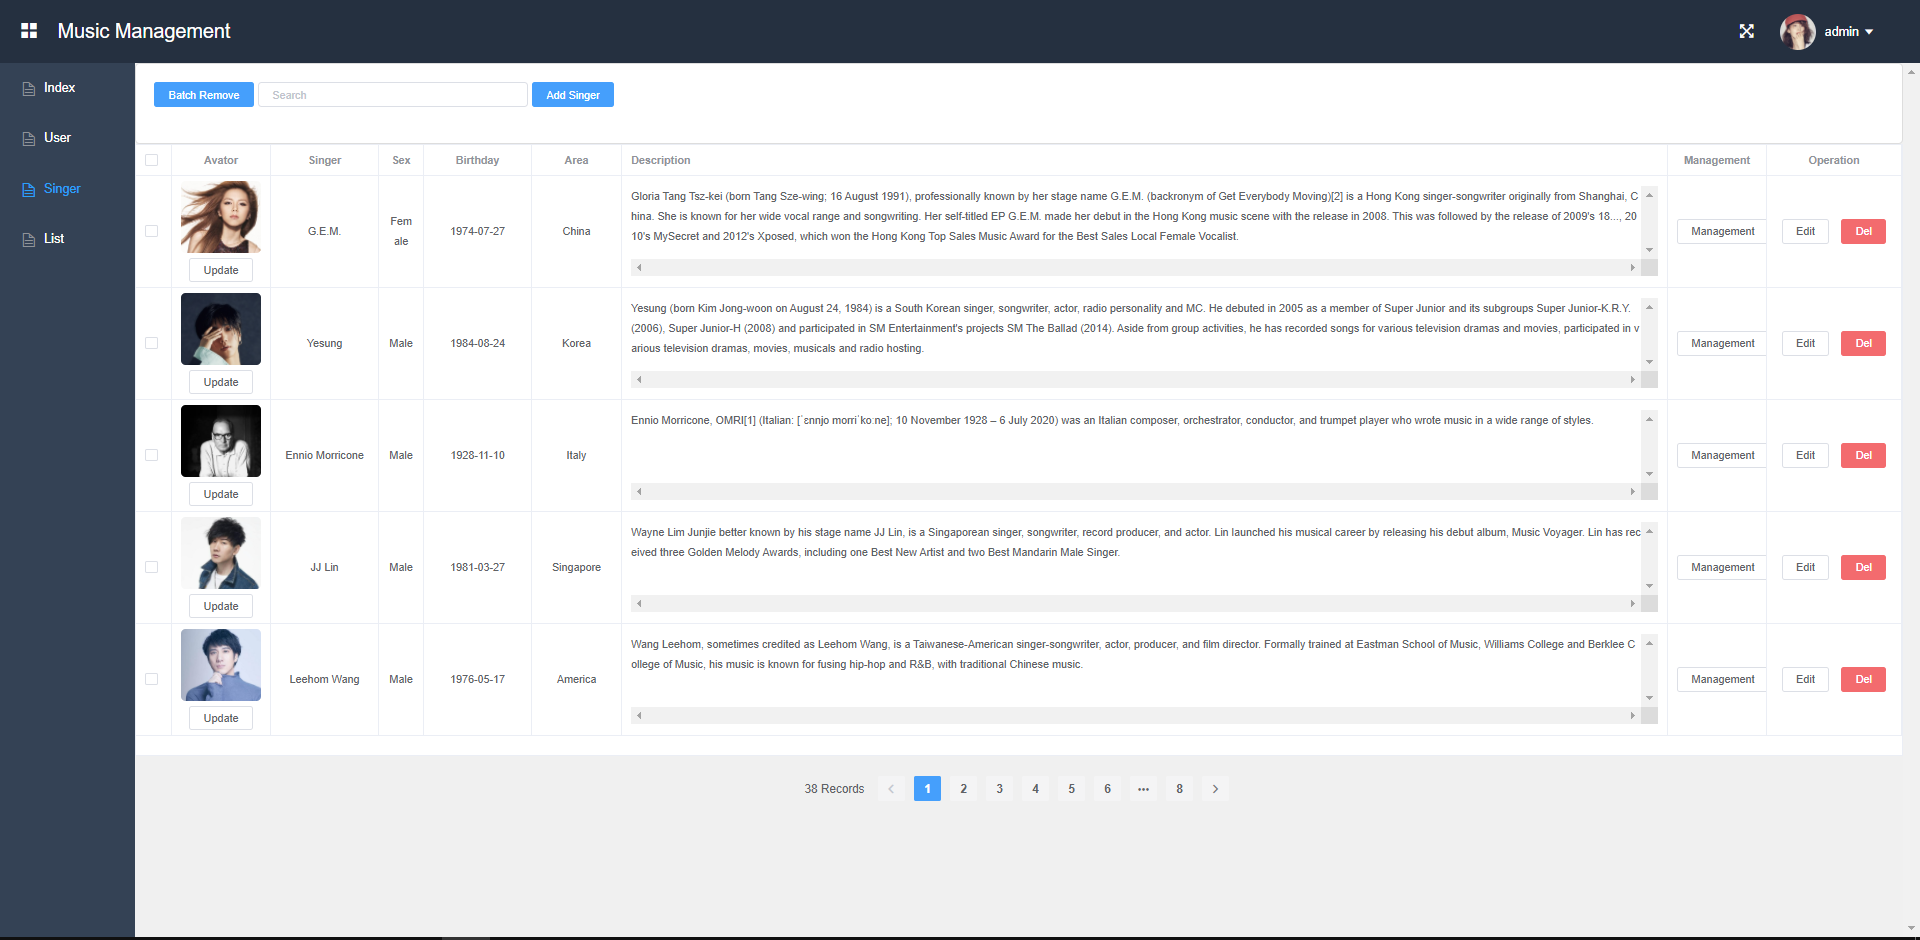 Music Management
admin
Index
User
Singer
List
Batch Remove Search Add Singer
Avator Singer Sex Birthday Area Description Management Operation
Gloria Tang Tsz-kei (born Tang Sze-wing; 16 August 1991), professionally known by her stage name G.E.M. (backronym of Get Everybody Moving)[2] is a Hong Kong singer-songwriter originally from Shanghai, C
hina. She is known for her wide vocal range and songwriting. Her self-titled EP G.E.M. made her debut in the Hong Kong music scene with the release in 2008. This was followed by the release of 2009's 18..., 20
10's MySecret and 2012's Xposed, which won the Hong Kong Top Sales Music Award for the Best Sales Local Female Vocalist.
G.E.M.
Fem
ale
1974-07-27 China Management Edit Del
Update
Yesung (born Kim Jong-woon on August 24, 1984) is a South Korean singer, songwriter, actor, radio personality and MC. He debuted in 2005 as a member of Super Junior and its subgroups Super Junior-K.R.Y.
(2006), Super Junior-H (2008) and participated in SM Entertainment's projects SM The Ballad (2014). Aside from group activities, he has recorded songs for various television dramas and movies, participated in v
arious television dramas, movies, musicals and radio hosting.
Yesung Male 1984-08-24 Korea Management Edit Del
Update
Ennio Morricone, OMRI[1] (Italian: [ˈɛnnjo morriˈkoːne]; 10 November 1928 – 6 July 2020) was an Italian composer, orchestrator, conductor, and trumpet player who wrote music in a wide range of styles.
Ennio Morricone Male 1928-11-10 Italy Management Edit Del
Update
Wayne Lim Junjie better known by his stage name JJ Lin, is a Singaporean singer, songwriter, record producer, and actor. Lin launched his musical career by releasing his debut album, Music Voyager. Lin has rec
eived three Golden Melody Awards, including one Best New Artist and two Best Mandarin Male Singer.
JJ Lin Male 1981-03-27 Singapore Management Edit Del
Update
Wang Leehom, sometimes credited as Leehom Wang, is a Taiwanese-American singer-songwriter, actor, producer, and film director. Formally trained at Eastman School of Music, Williams College and Berklee C
ollege of Music, his music is known for fusing hip-hop and R&B, with traditional Chinese music.
Leehom Wang Male 1976-05-17 America Management Edit Del
Update
38 Records 1 2 3 4 5 6 ••• 8